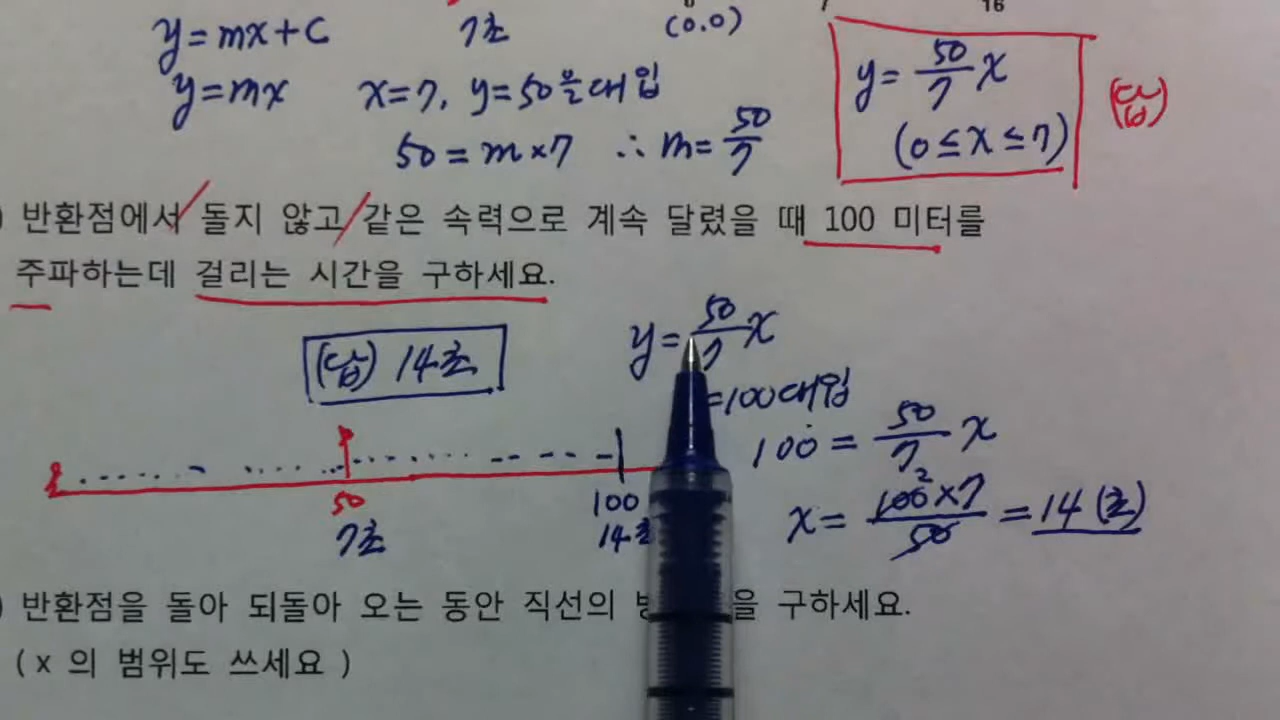 16
y=mx+c 7초 (0.0)
y=mx x=7, y=50을대입
50=m×7 ∴m=50/7
y=50/7 x
(0≤x≤7)
(답)
) 반환점에서 돌지 않고 같은 속력으로 계속 달렸을 때 100 미터를
주파하는데 걸리는 시간을 구하세요.
(답) 14초
y=50/7 x
=100대입
100=50/7 x
x=100²×7/50=14(초)
50 100
7초 14초
) 반환점을 돌아 되돌아 오는 동안 직선의 을 구하세요.
( x 의 범위도 쓰세요 )